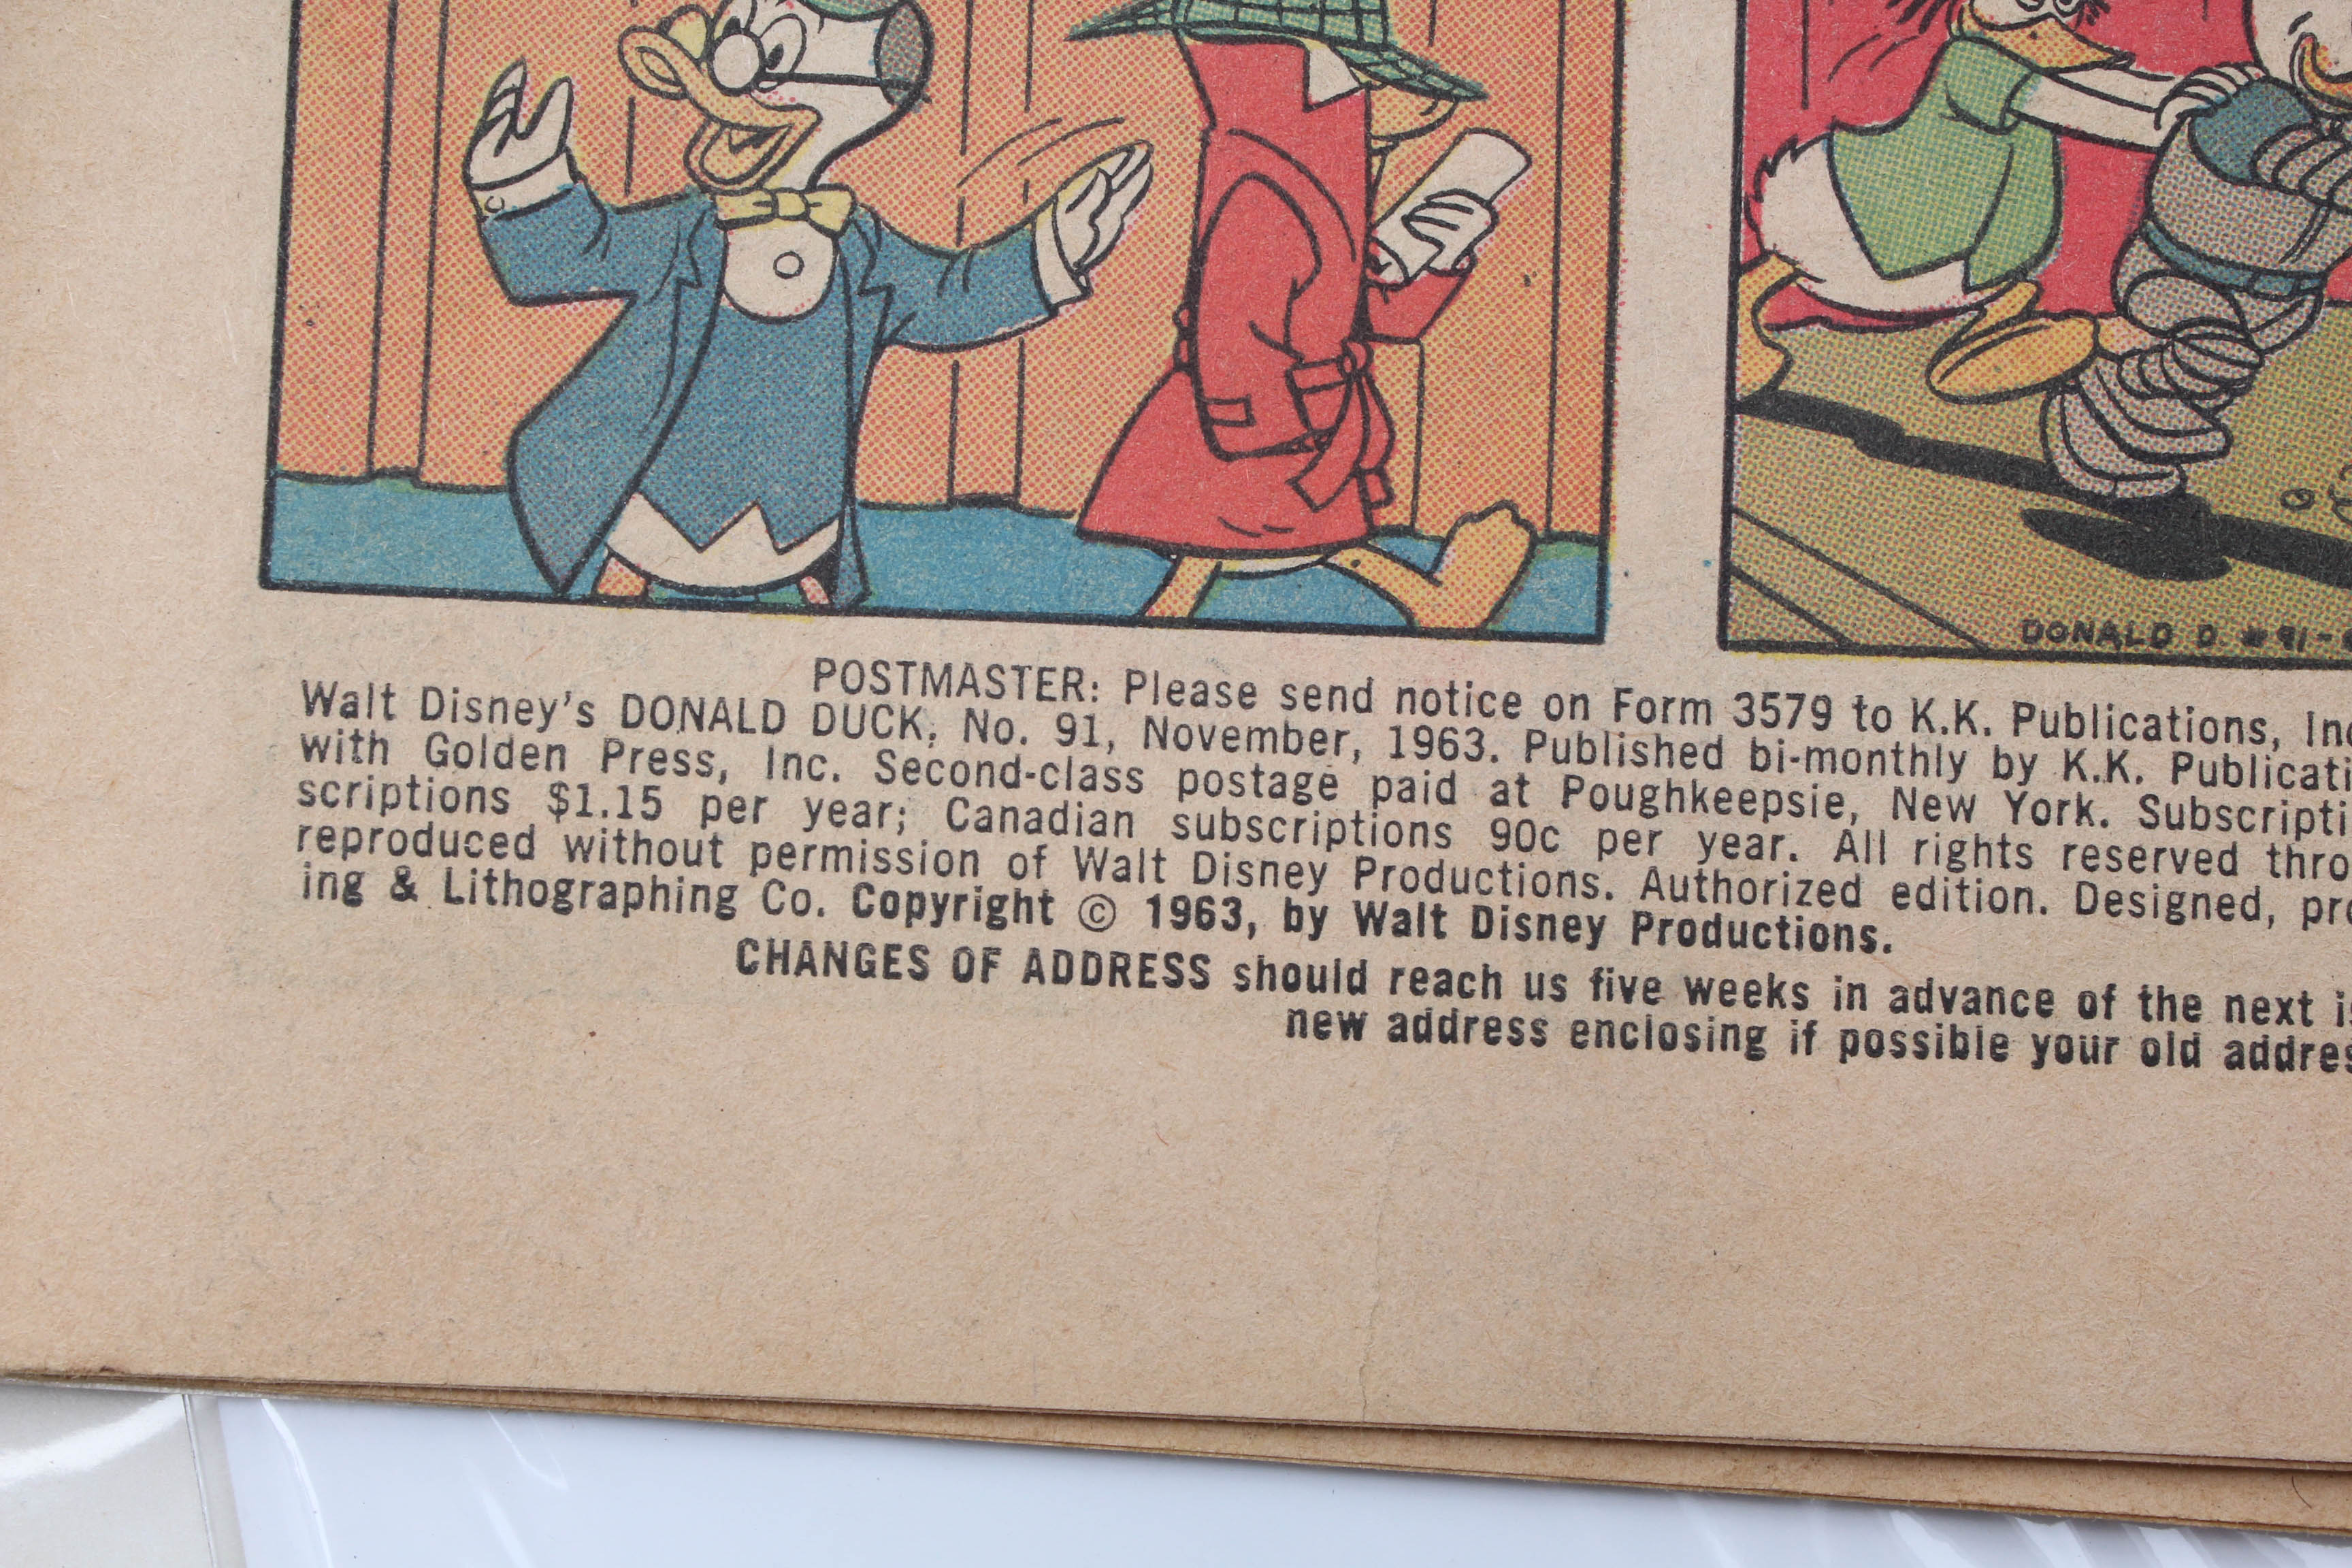 DONALD D. #91-
POSTMASTER: Please send notice on Form 3579 to K.K. Publications, Inc
Walt Disney's DONALD DUCK, No. 91, November, 1963. Published bi-monthly by K.K. Publicati
with Golden Press, Inc. Second-class postage paid at Poughkeepsie, New York. Subscripti
scriptions $1.15 per year; Canadian subscriptions 90c per year. All rights reserved thro
reproduced without permission of Walt Disney Productions. Authorized edition. Designed, pro
ing & Lithographing Co. Copyright © 1963, by Walt Disney Productions.
CHANGES OF ADDRESS should reach us five weeks in advance of the next is
new address enclosing if possible your old addres